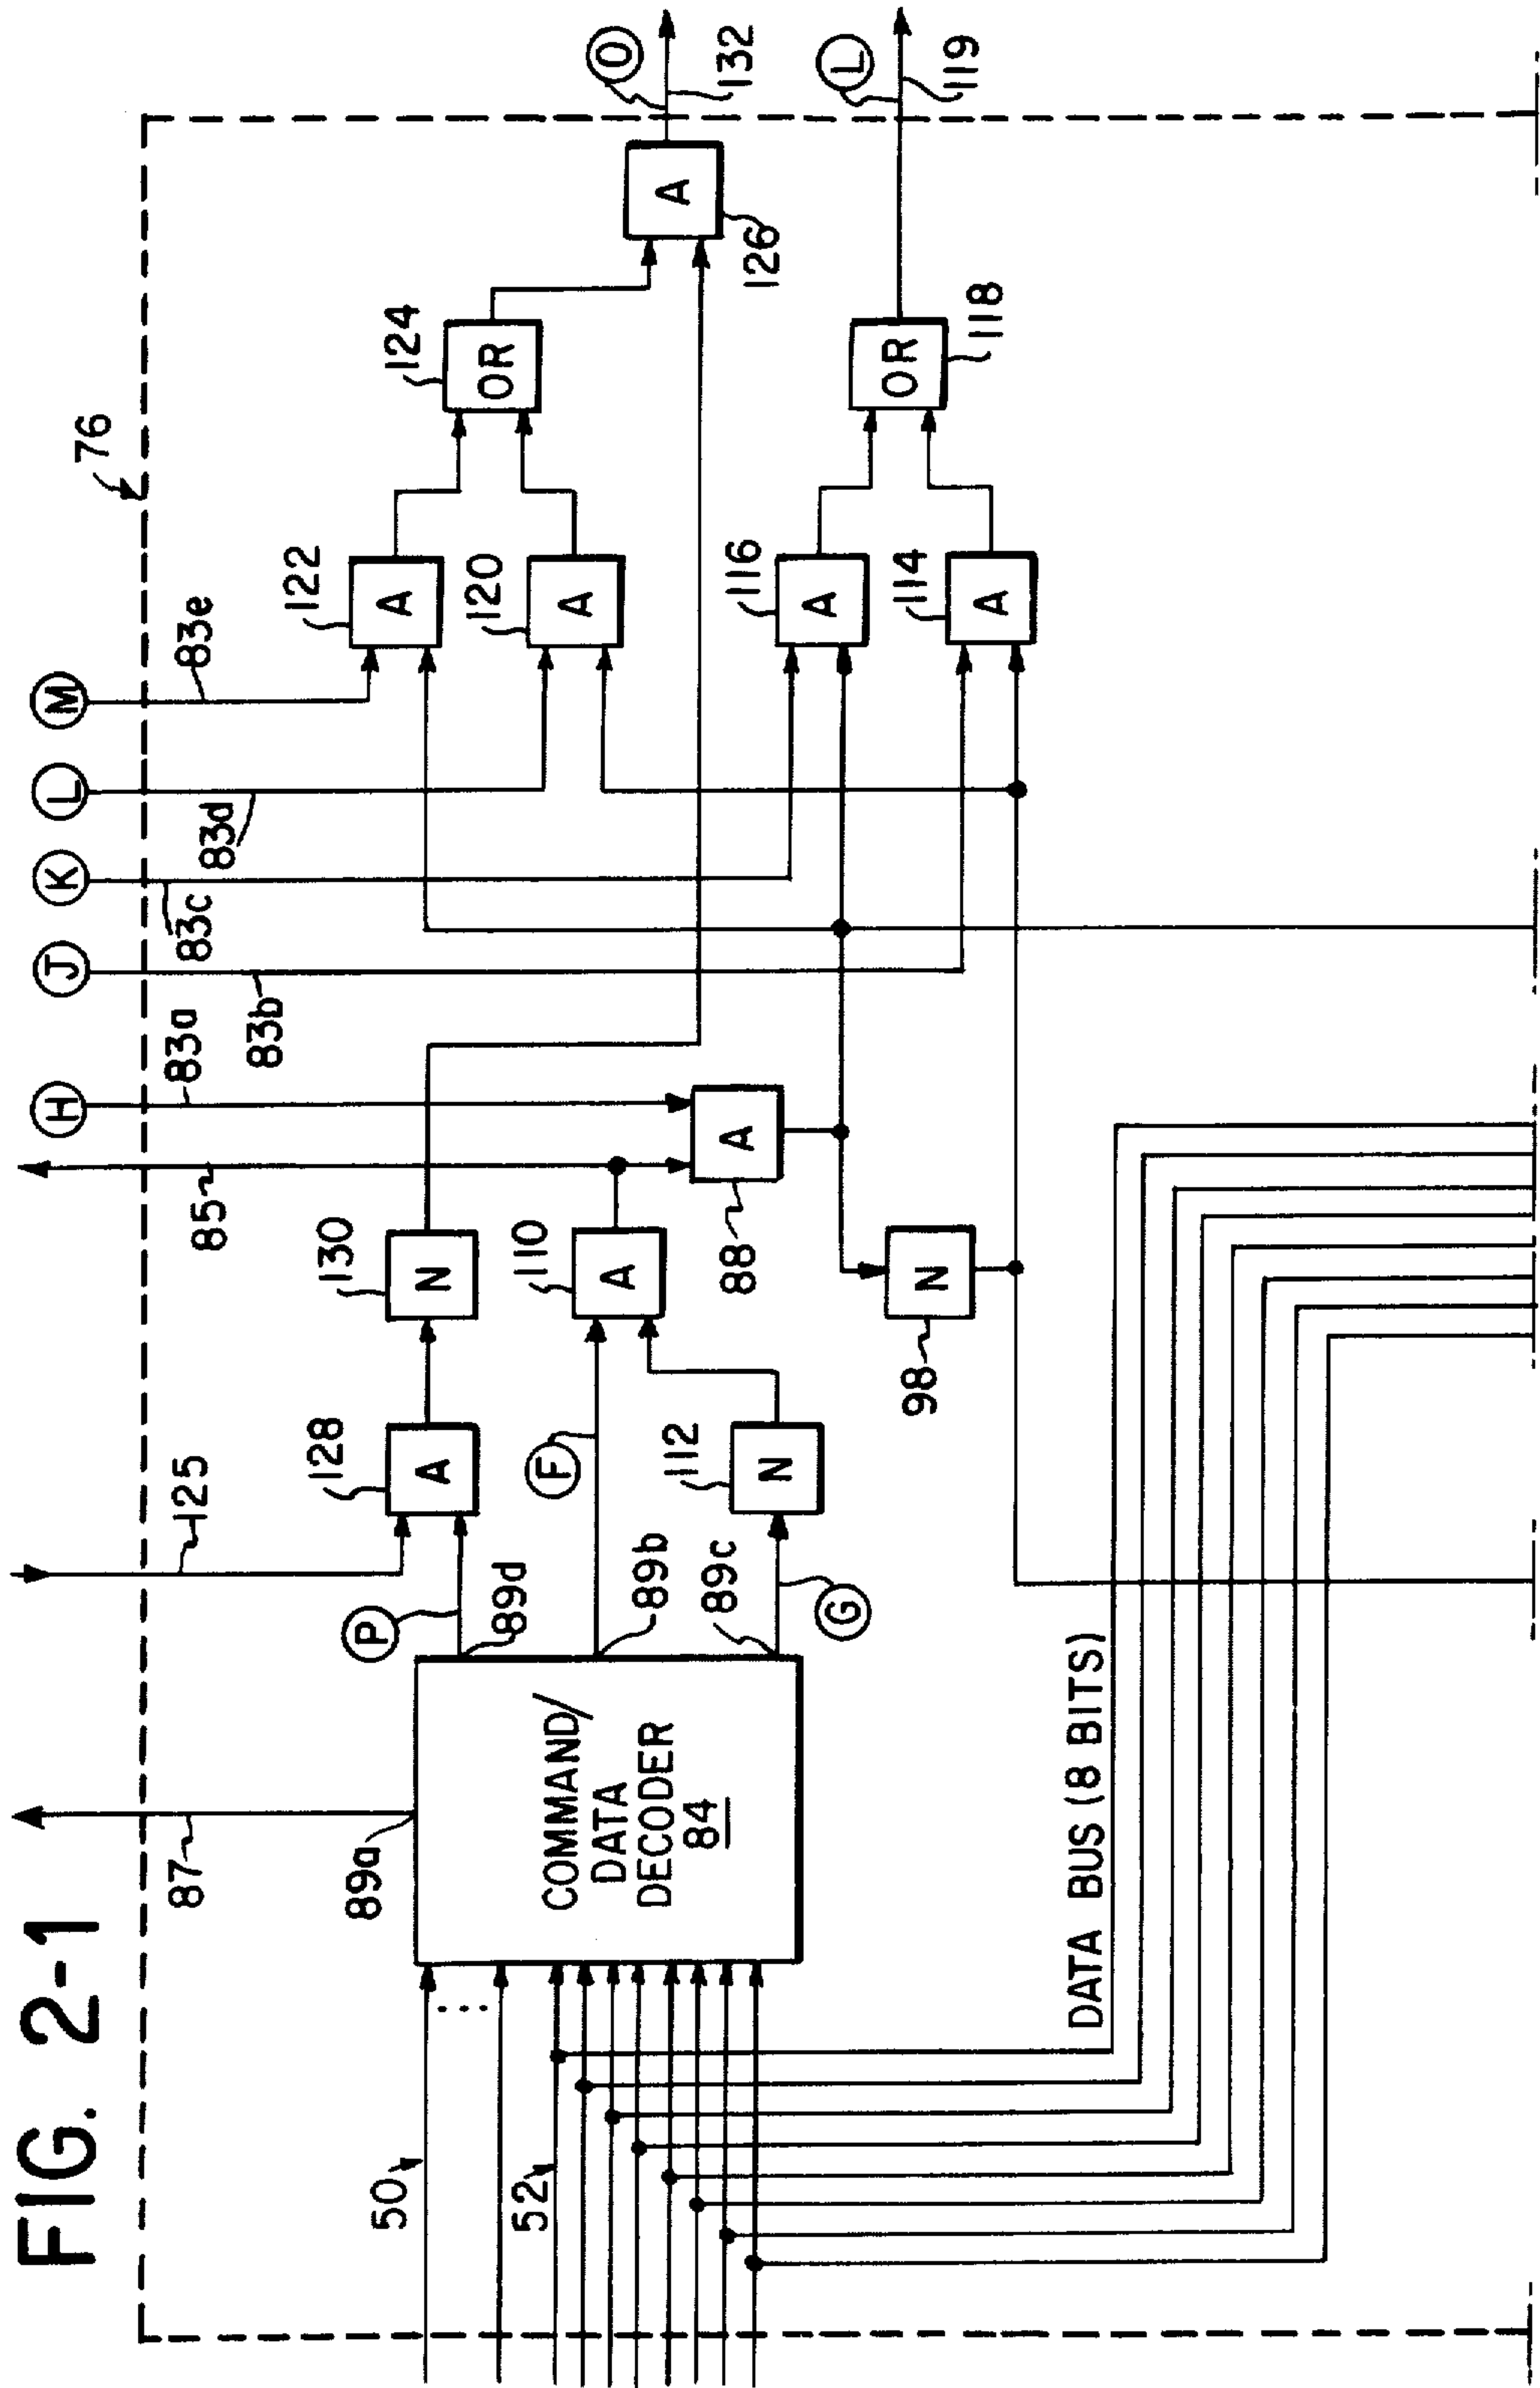 FIG. 2-1
87
125
85
H
83a
J
83b
K
83c
L
83d
M
83e
76
50
52
89a
COMMAND/
DATA
DECODER
84
P
89d
F
89b
89c
G
128
A
130
N
112
N
110
A
88
A
98
N
122
A
120
A
116
A
114
A
124
OR
118
OR
A
126
O
132
L
119
DATA BUS (8 BITS)